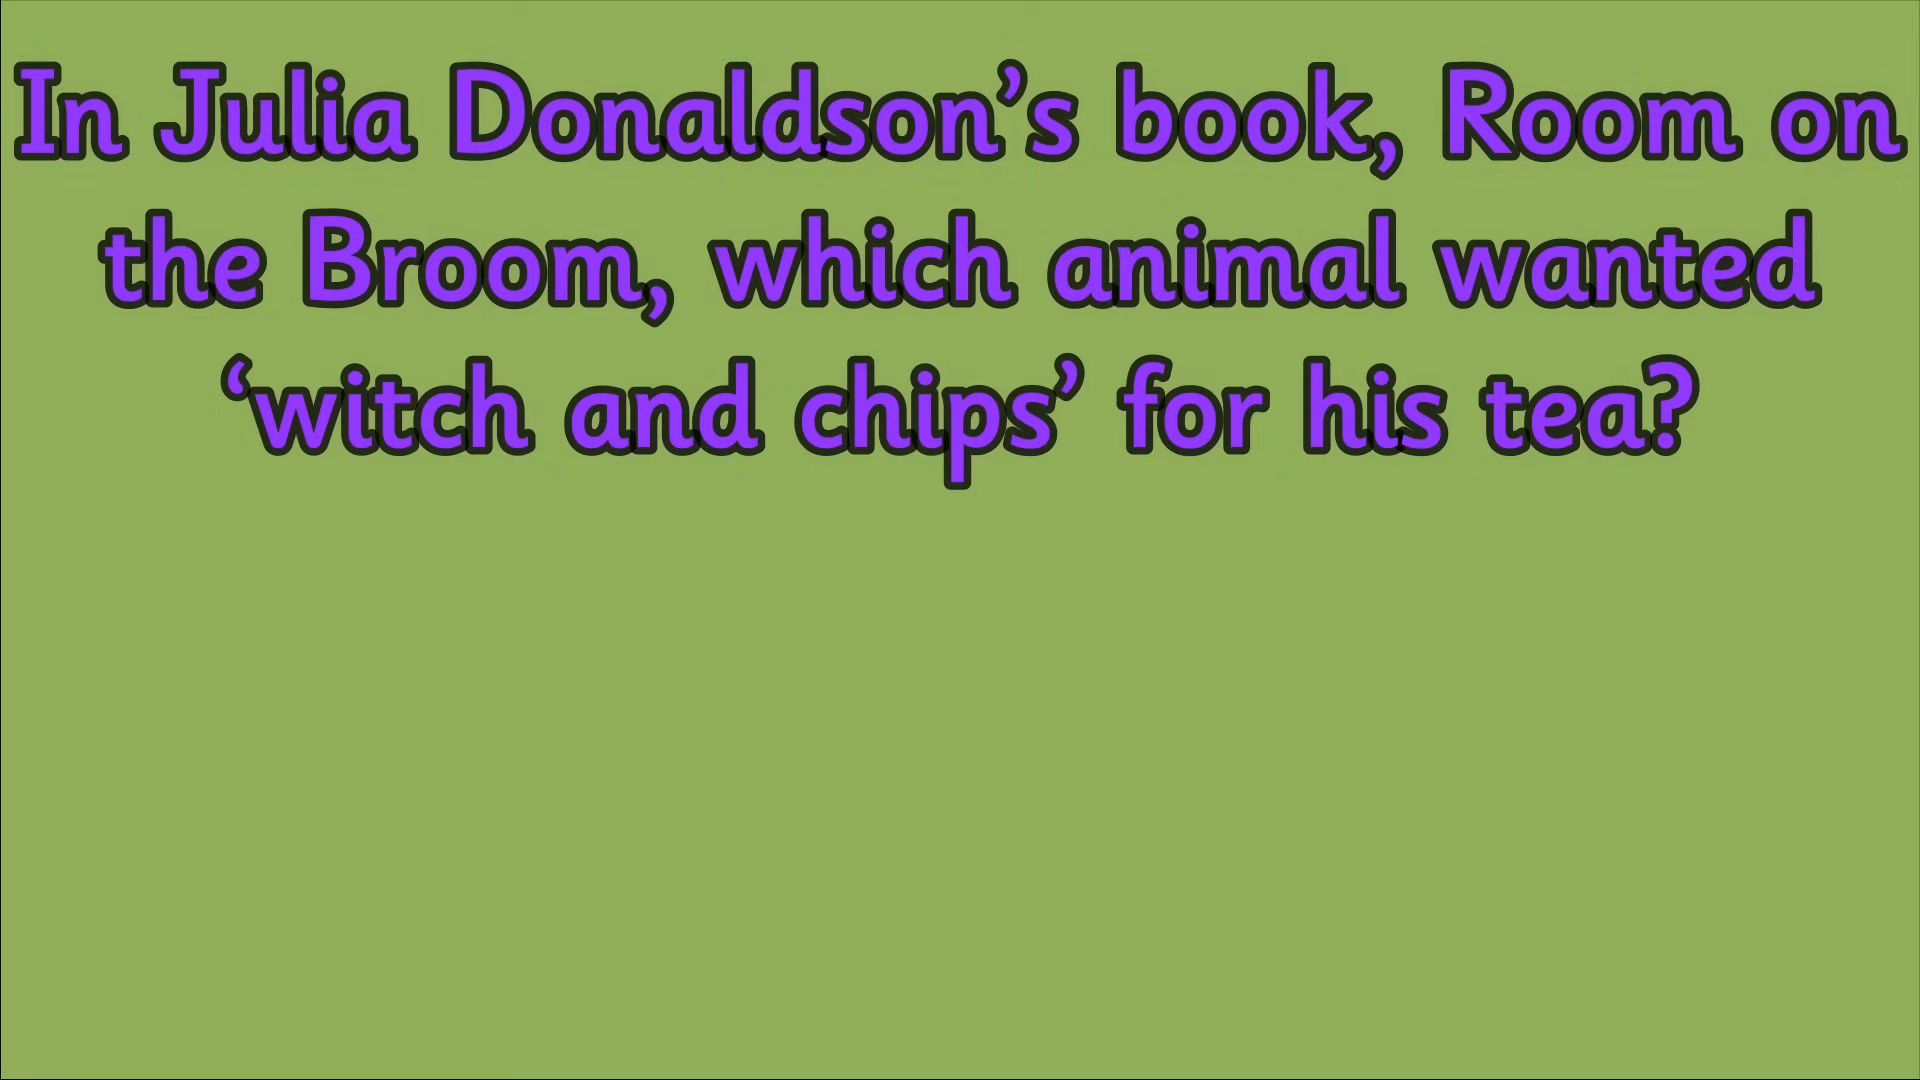 In Julia Donaldson’s book, Room on
the Broom, which animal wanted
‘witch and chips’ for his tea?